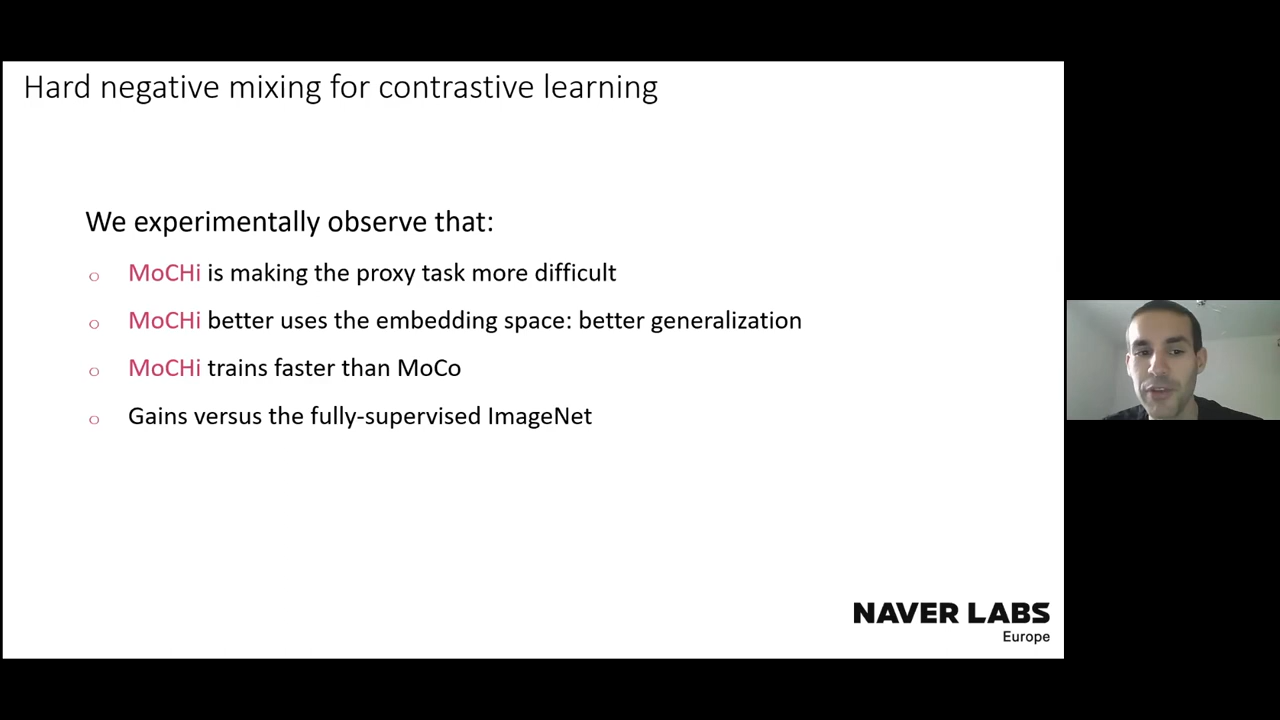 Hard negative mixing for contrastive learning
We experimentally observe that:
o MoCHi is making the proxy task more difficult
o MoCHi better uses the embedding space: better generalization
o MoCHi trains faster than MoCo
o Gains versus the fully-supervised ImageNet
NAVER LABS
Europe